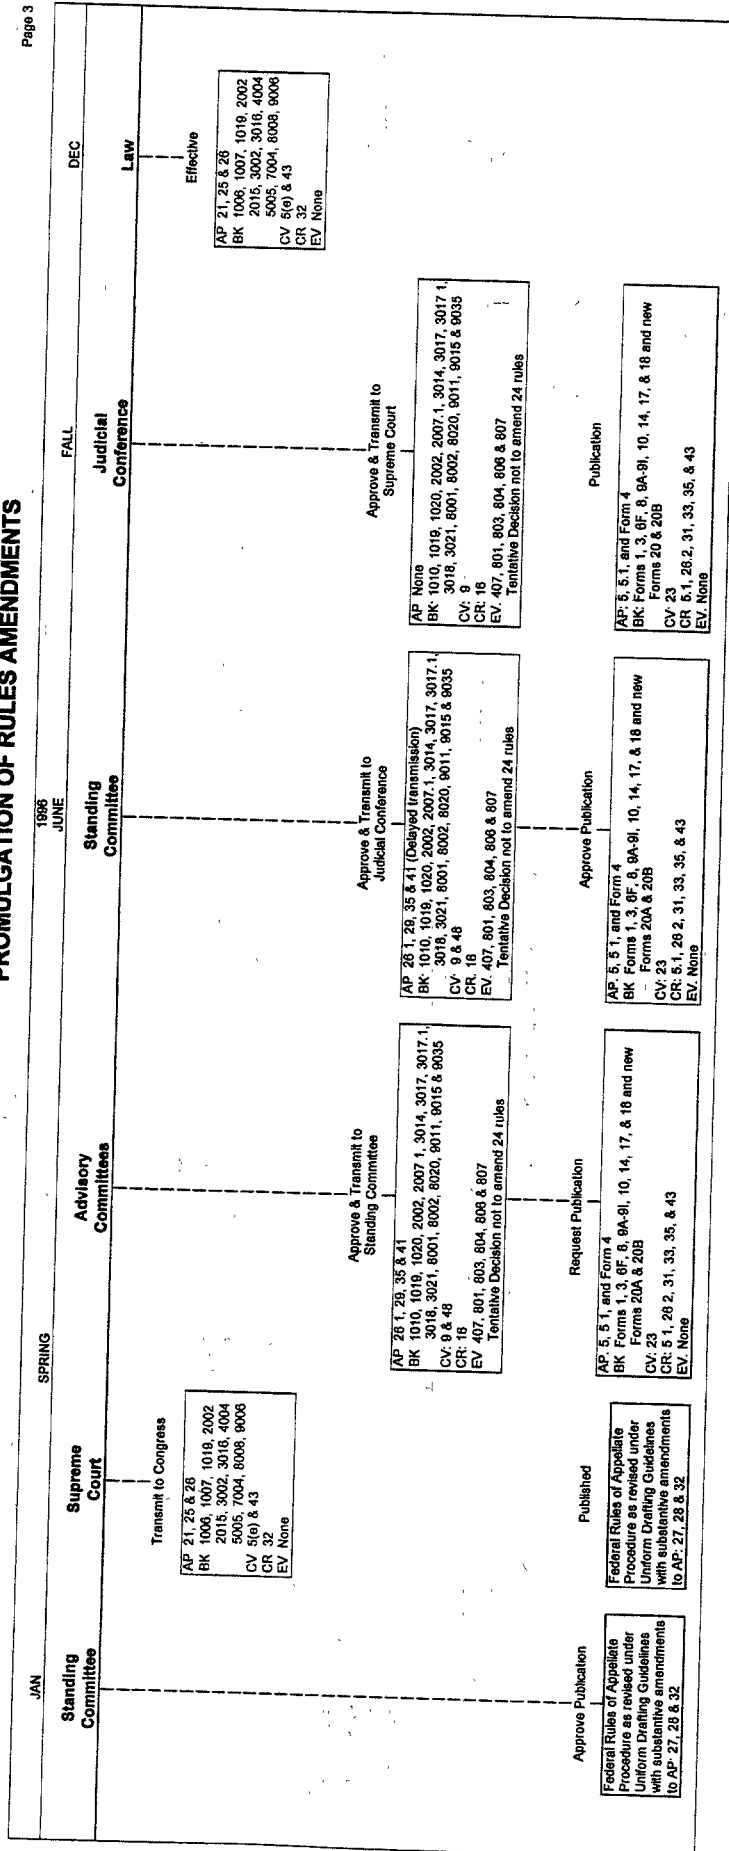 Page 3
PROMULGATION OF RULES AMENDMENTS
1996
JAN SPRING JUNE FALL DEC
Standing
Committee
Approve Publication
Federal Rules of Appellate
Procedure as revised under
Uniform Drafting Guidelines
with substantive amendments
to AP· 27, 28 & 32
Supreme
Court
Transmit to Congress
AP 21, 25 & 26
BK 1006, 1007, 1019, 2002
2015, 3002, 3016, 4004
5005, 7004, 8008, 9006
CV 5(e) & 43
CR 32
EV None
Published
Federal Rules of Appellate
Procedure as revised under
Uniform Drafting Guidelines
with substantive amendments
to AP: 27, 28 & 32
Advisory
Committees
Approve & Transmit to
Standing Committee
AP 26 1, 29, 35 & 41
BK 1010, 1019, 1020, 2002, 2007 1, 3014, 3017, 3017.1,
3018, 3021, 8001, 8002, 8020, 9011, 9015 & 9035
CV: 9 & 48
CR: 16
EV 407, 801, 803, 804, 806 & 807
Tentative Decision not to amend 24 rules
Request Publication
AP. 5, 5 1, and Form 4
BK Forms 1, 3, 6F, 8, 9A-9I, 10, 14, 17, & 18 and new
Forms 20A & 20B
CV: 23
CR: 5 1, 26 2, 31, 33, 35, & 43
EV. None
Standing
Committee
Approve & Transmit to
Judicial Conference
AP 26 1, 29, 35 & 41 (Delayed transmission)
BK· 1010, 1019, 1020, 2002, 2007.1, 3014, 3017, 3017.1,
3018, 3021, 8001, 8002, 8020, 9011, 9015 & 9035
CV· 9 & 48
CR. 16
EV. 407, 801, 803, 804, 806 & 807
Tentative Decision not to amend 24 rules
Approve Publication
AP. 5, 5 1, and Form 4
BK Forms 1, 3, 6F, 8, 9A-9I, 10, 14, 17, & 18 and new
Forms 20A & 20B
CV: 23
CR: 5.1, 26 2, 31, 33, 35, & 43
EV. None
Judicial
Conference
Approve & Transmit to
Supreme Court
AP None
BK· 1010, 1019, 1020, 2002, 2007.1, 3014, 3017, 3017 1,
3018, 3021, 8001, 8002, 8020, 9011, 9015 & 9035
CV: 9
CR: 16
EV. 407, 801, 803, 804, 806 & 807
Tentative Decision not to amend 24 rules
Publication
AP: 5, 5.1, and Form 4
BK: Forms 1, 3, 6F, 8, 9A-9I, 10, 14, 17, & 18 and new
Forms 20 & 20B
CV· 23
CR 5.1, 26.2, 31, 33, 35, & 43
EV. None
Law
Effective
AP 21, 25 & 26
BK 1006, 1007, 1019, 2002
2015, 3002, 3016, 4004
5005, 7004, 8008, 9006
CV 5(e) & 43
CR 32
EV None